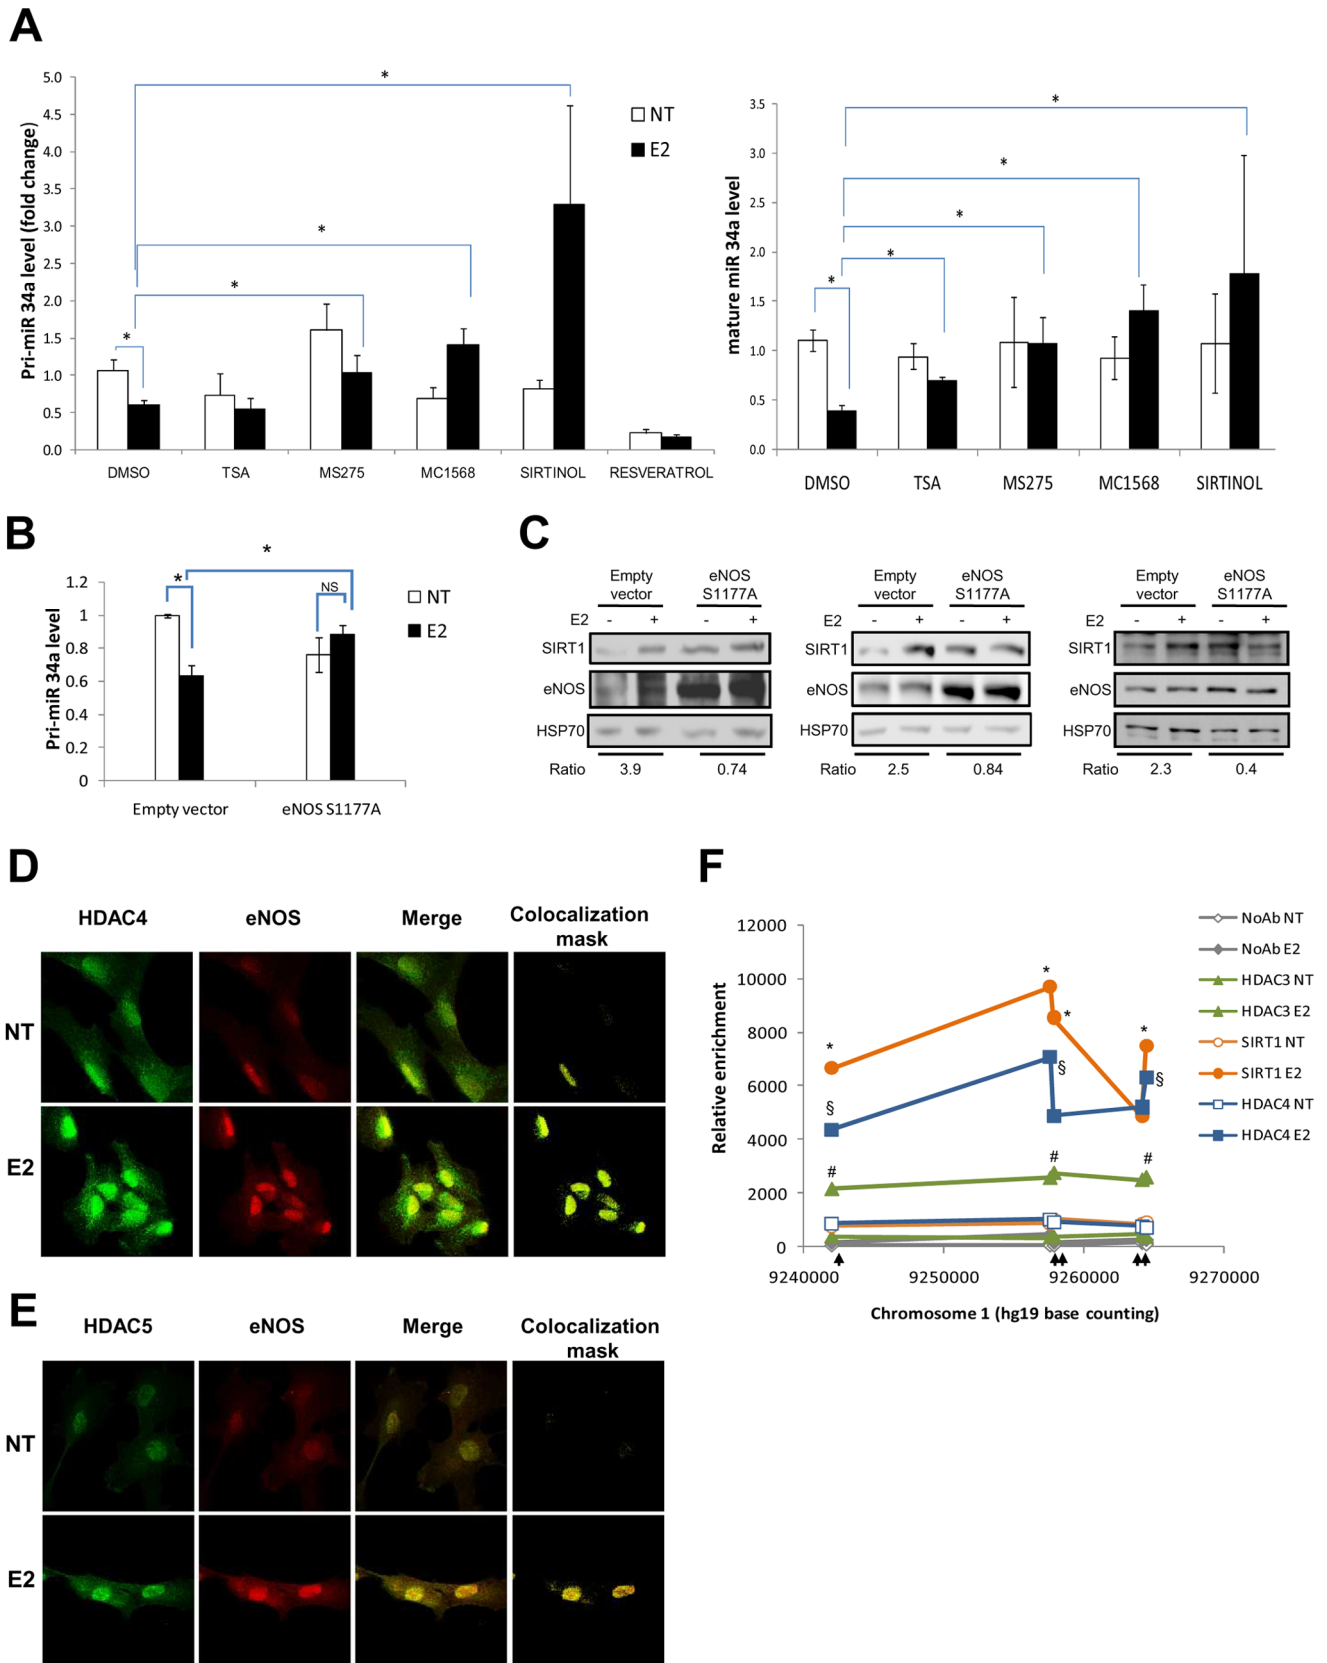 A
Pri-miR 34a level (fold change)
5.0
4.5
4.0
3.5
3.0
2.5
2.0
1.5
1.0
0.5
0.0
*
*
*
*
NT
E2
DMSO TSA MS275 MC1568 SIRTINOL RESVERATROL
mature miR 34a level
3.5
3.0
2.5
2.0
1.5
1.0
0.5
0.0
*
*
*
*
*
DMSO TSA MS275 MC1568 SIRTINOL
B
Pri-miR 34a level
1.2
1
0.8
0.6
0.4
0.2
0
*
*
NS
NT
E2
Empty vector eNOS S1177A
C
Empty vector eNOS S1177A
E2 - + - +
SIRT1
eNOS
HSP70
Ratio 3.9 0.74
Empty vector eNOS S1177A
E2 - + - +
SIRT1
eNOS
HSP70
Ratio 2.5 0.84
Empty vector eNOS S1177A
E2 - + - +
SIRT1
eNOS
HSP70
Ratio 2.3 0.4
D
HDAC4 eNOS Merge Colocalization mask
NT
E2
E
HDAC5 eNOS Merge Colocalization mask
NT
E2
F
Relative enrichment
12000
10000
8000
6000
4000
2000
0
*
*
*
*
§
§
§
#
#
#
9240000 9250000 9260000 9270000
Chromosome 1 (hg19 base counting)
NoAb NT
NoAb E2
HDAC3 NT
HDAC3 E2
SIRT1 NT
SIRT1 E2
HDAC4 NT
HDAC4 E2